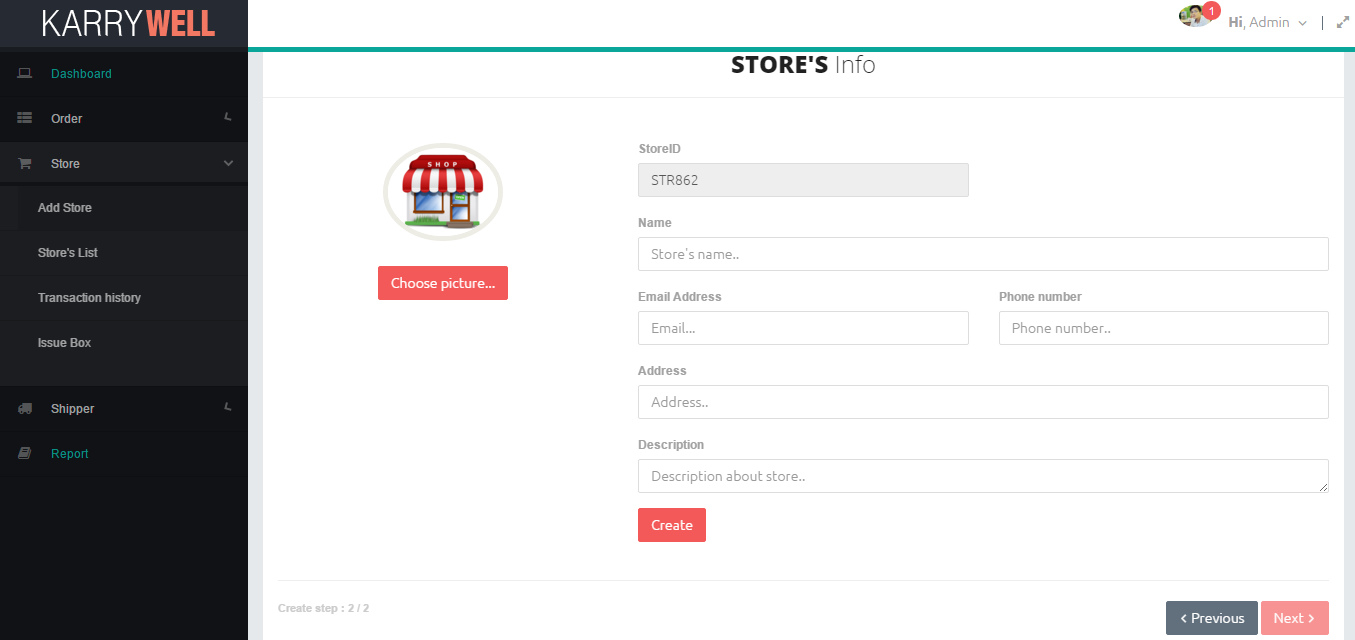 KARRYWELL
1
Hi, Admin
Dashboard
Order
Store
Add Store
Store's List
Transaction history
Issue Box
Shipper
Report
STORE'S Info
SHOP
Choose picture...
StoreID
STR862
Name
Store's name..
Email Address
Phone number
Email...
Phone number..
Address
Address..
Description
Description about store..
Create
Create step : 2 / 2
Previous
Next